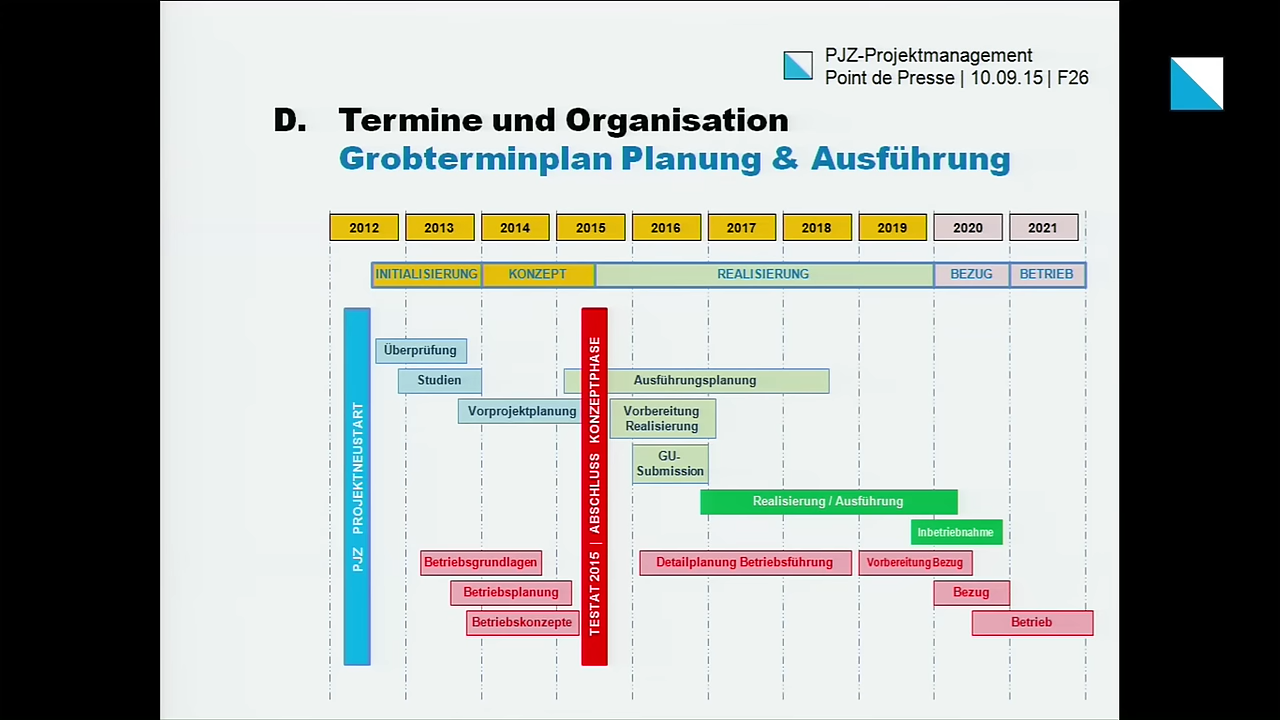 PJZ-Projektmanagement
Point de Presse | 10.09.15 | F26
D. Termine und Organisation
Grobterminplan Planung & Ausführung
2012 2013 2014 2015 2016 2017 2018 2019 2020 2021
INITIALISIERUNG KONZEPT REALISIERUNG BEZUG BETRIEB
PJZ PROJEKTNEUSTART
TESTAT 2015 | ABSCHLUSS KONZEPTPHASE
Überprüfung
Studien
Ausführungsplanung
Vorprojektplanung
Vorbereitung
Realisierung
GU-
Submission
Realisierung / Ausführung
Inbetriebnahme
Betriebsgrundlagen
Detailplanung Betriebsführung
Vorbereitung Bezug
Betriebsplanung
Bezug
Betriebskonzepte
Betrieb